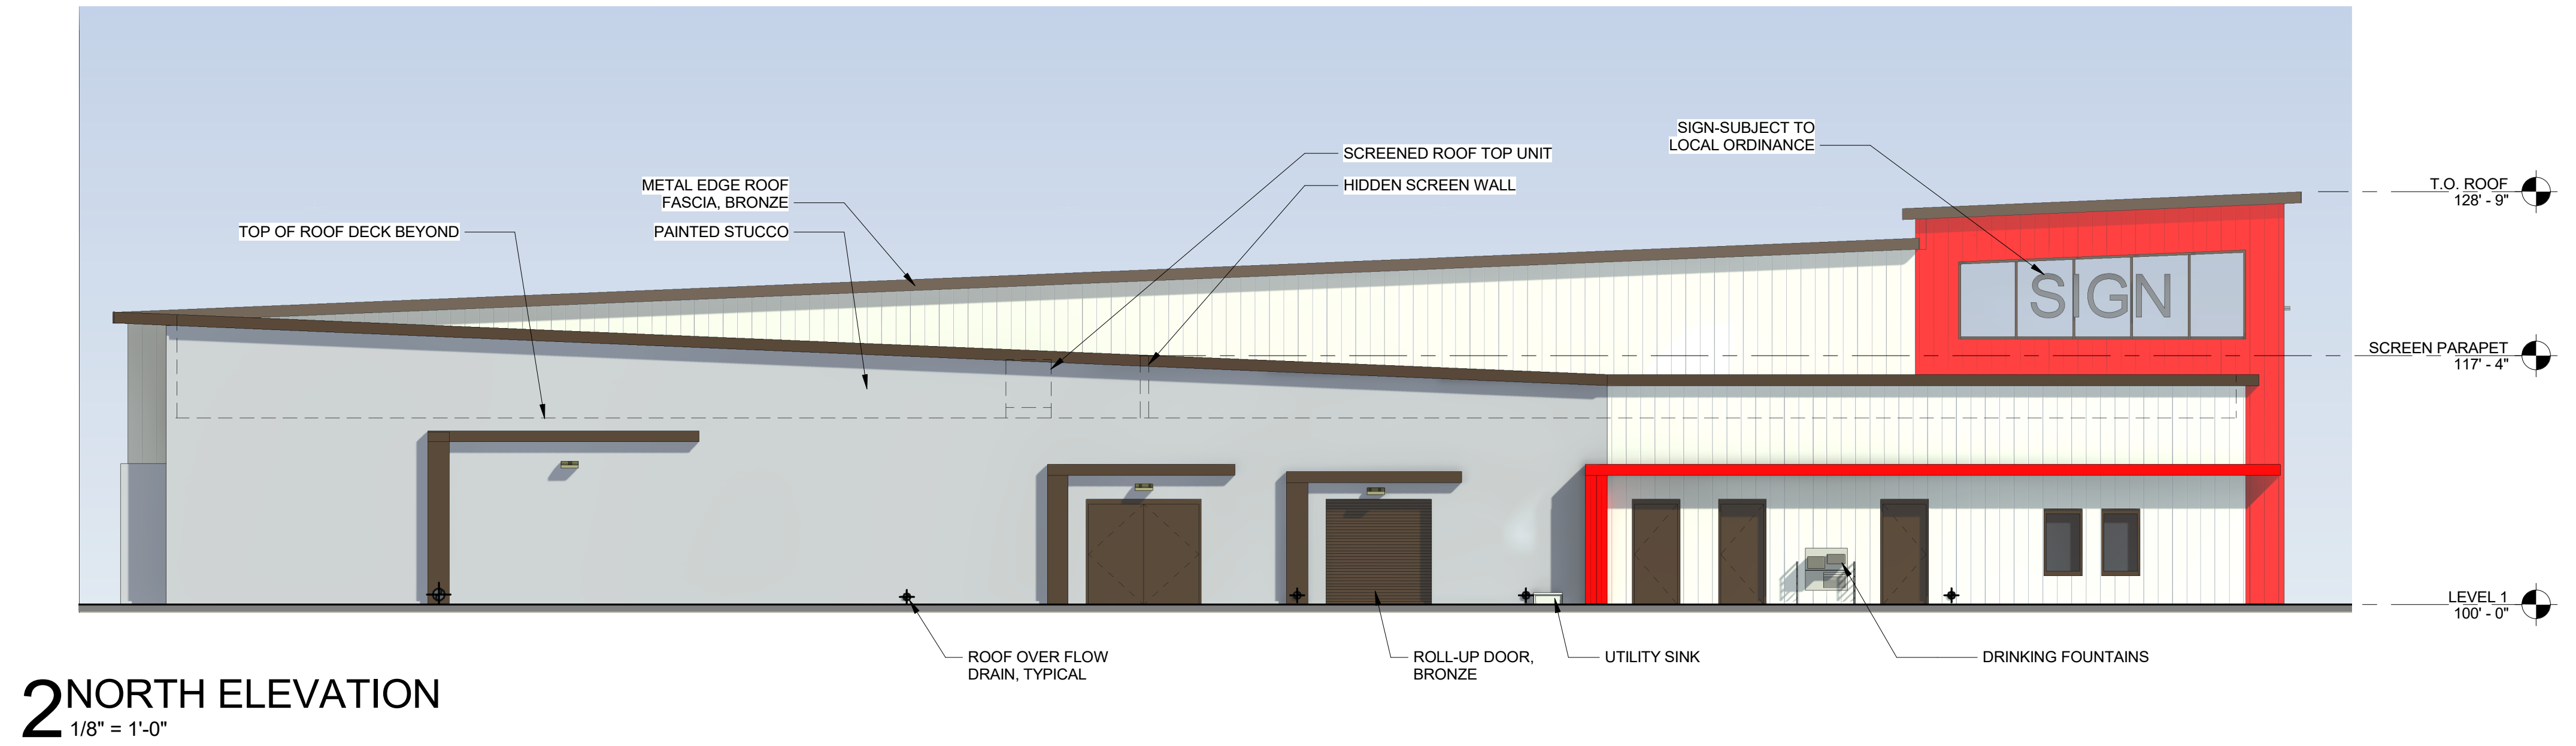 SIGN-SUBJECT TO
LOCAL ORDINANCE
SCREENED ROOF TOP UNIT
HIDDEN SCREEN WALL
METAL EDGE ROOF
FASCIA, BRONZE
TOP OF ROOF DECK BEYOND
PAINTED STUCCO
T.O. ROOF
128' - 9"
SIGN
SCREEN PARAPET
117' - 4"
LEVEL 1
100' - 0"
ROOF OVER FLOW
DRAIN, TYPICAL
ROLL-UP DOOR,
BRONZE
UTILITY SINK
DRINKING FOUNTAINS
2 NORTH ELEVATION
1/8" = 1'-0"